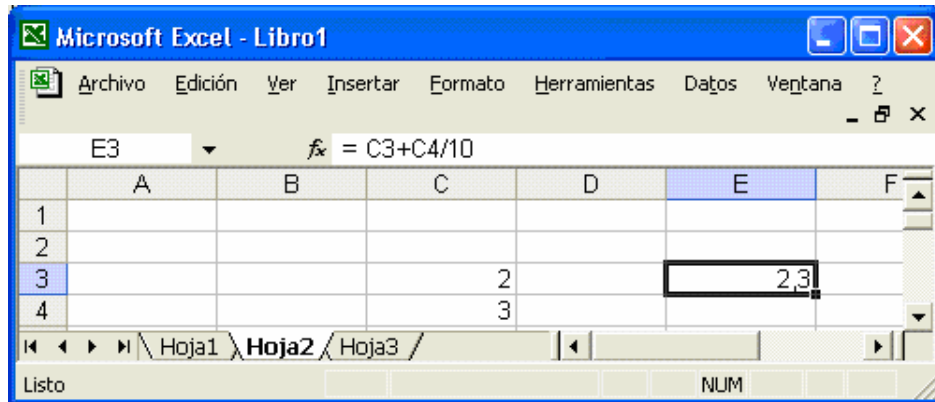 Microsoft Excel - Libro1
Archivo Edición Ver Insertar Formato Herramientas Datos Ventana ?
E3 fx = C3+C4/10
A B C D E F
1
2
3 2 2,3
4 3
Hoja1 Hoja2 Hoja3
Listo NUM